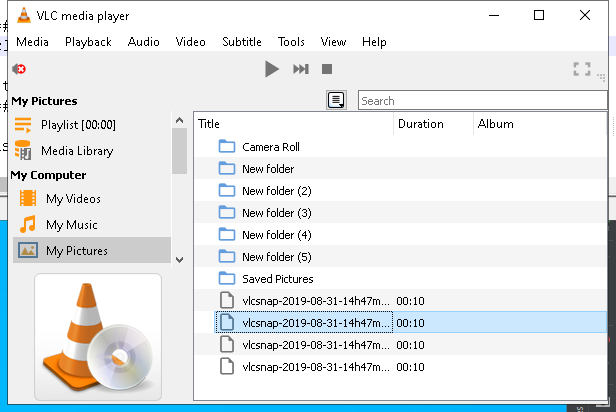 VLC media player
Media Playback Audio Video Subtitle Tools View Help
Search
My Pictures
Playlist [00:00]
Media Library
My Computer
My Videos
My Music
My Pictures
Title Duration Album
Camera Roll
New folder
New folder (2)
New folder (3)
New folder (4)
New folder (5)
Saved Pictures
vlcsnap-2019-08-31-14h47m... 00:10
vlcsnap-2019-08-31-14h47m... 00:10
vlcsnap-2019-08-31-14h47m... 00:10
vlcsnap-2019-08-31-14h47m... 00:10